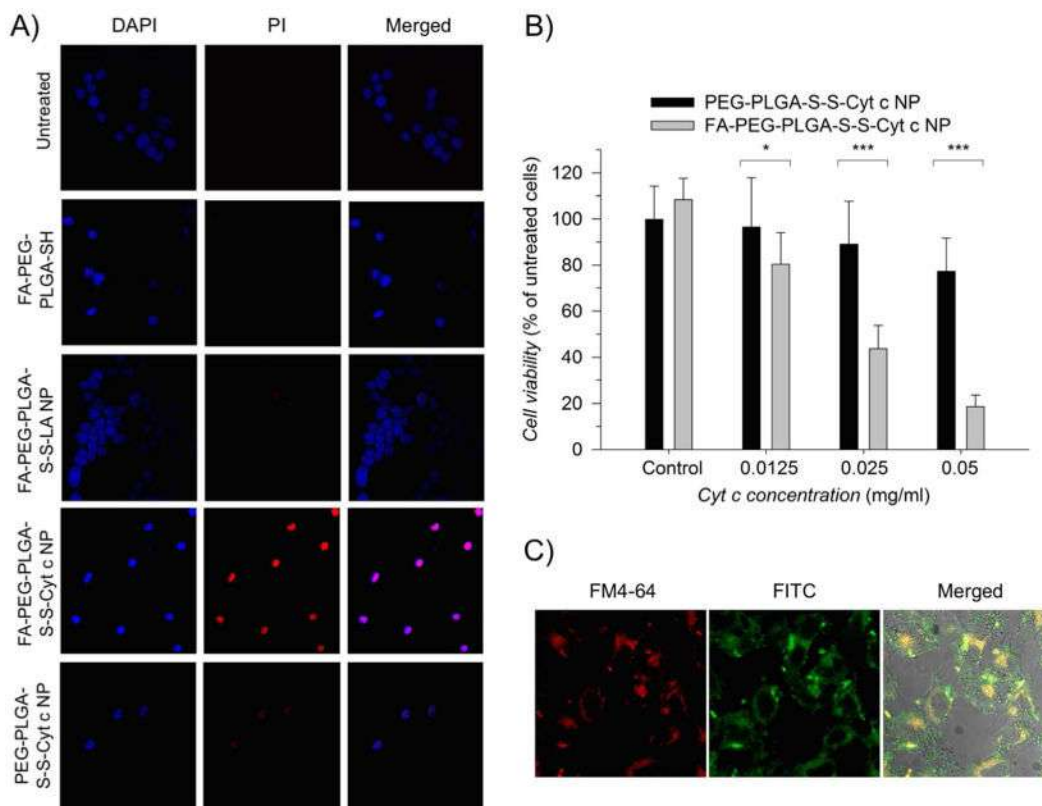 A)
DAPI PI Merged
Untreated
FA-PEG-
PLGA-SH
FA-PEG-PLGA-
S-S-LA NP
FA-PEG-PLGA-
S-S-Cyt c NP
PEG-PLGA-
S-S-Cyt c NP
B)
PEG-PLGA-S-S-Cyt c NP
FA-PEG-PLGA-S-S-Cyt c NP
* *** ***
120
100
80
60
40
20
0
Cell viability (% of untreated cells)
Control 0.0125 0.025 0.05
Cyt c concentration (mg/ml)
C)
FM4-64 FITC Merged